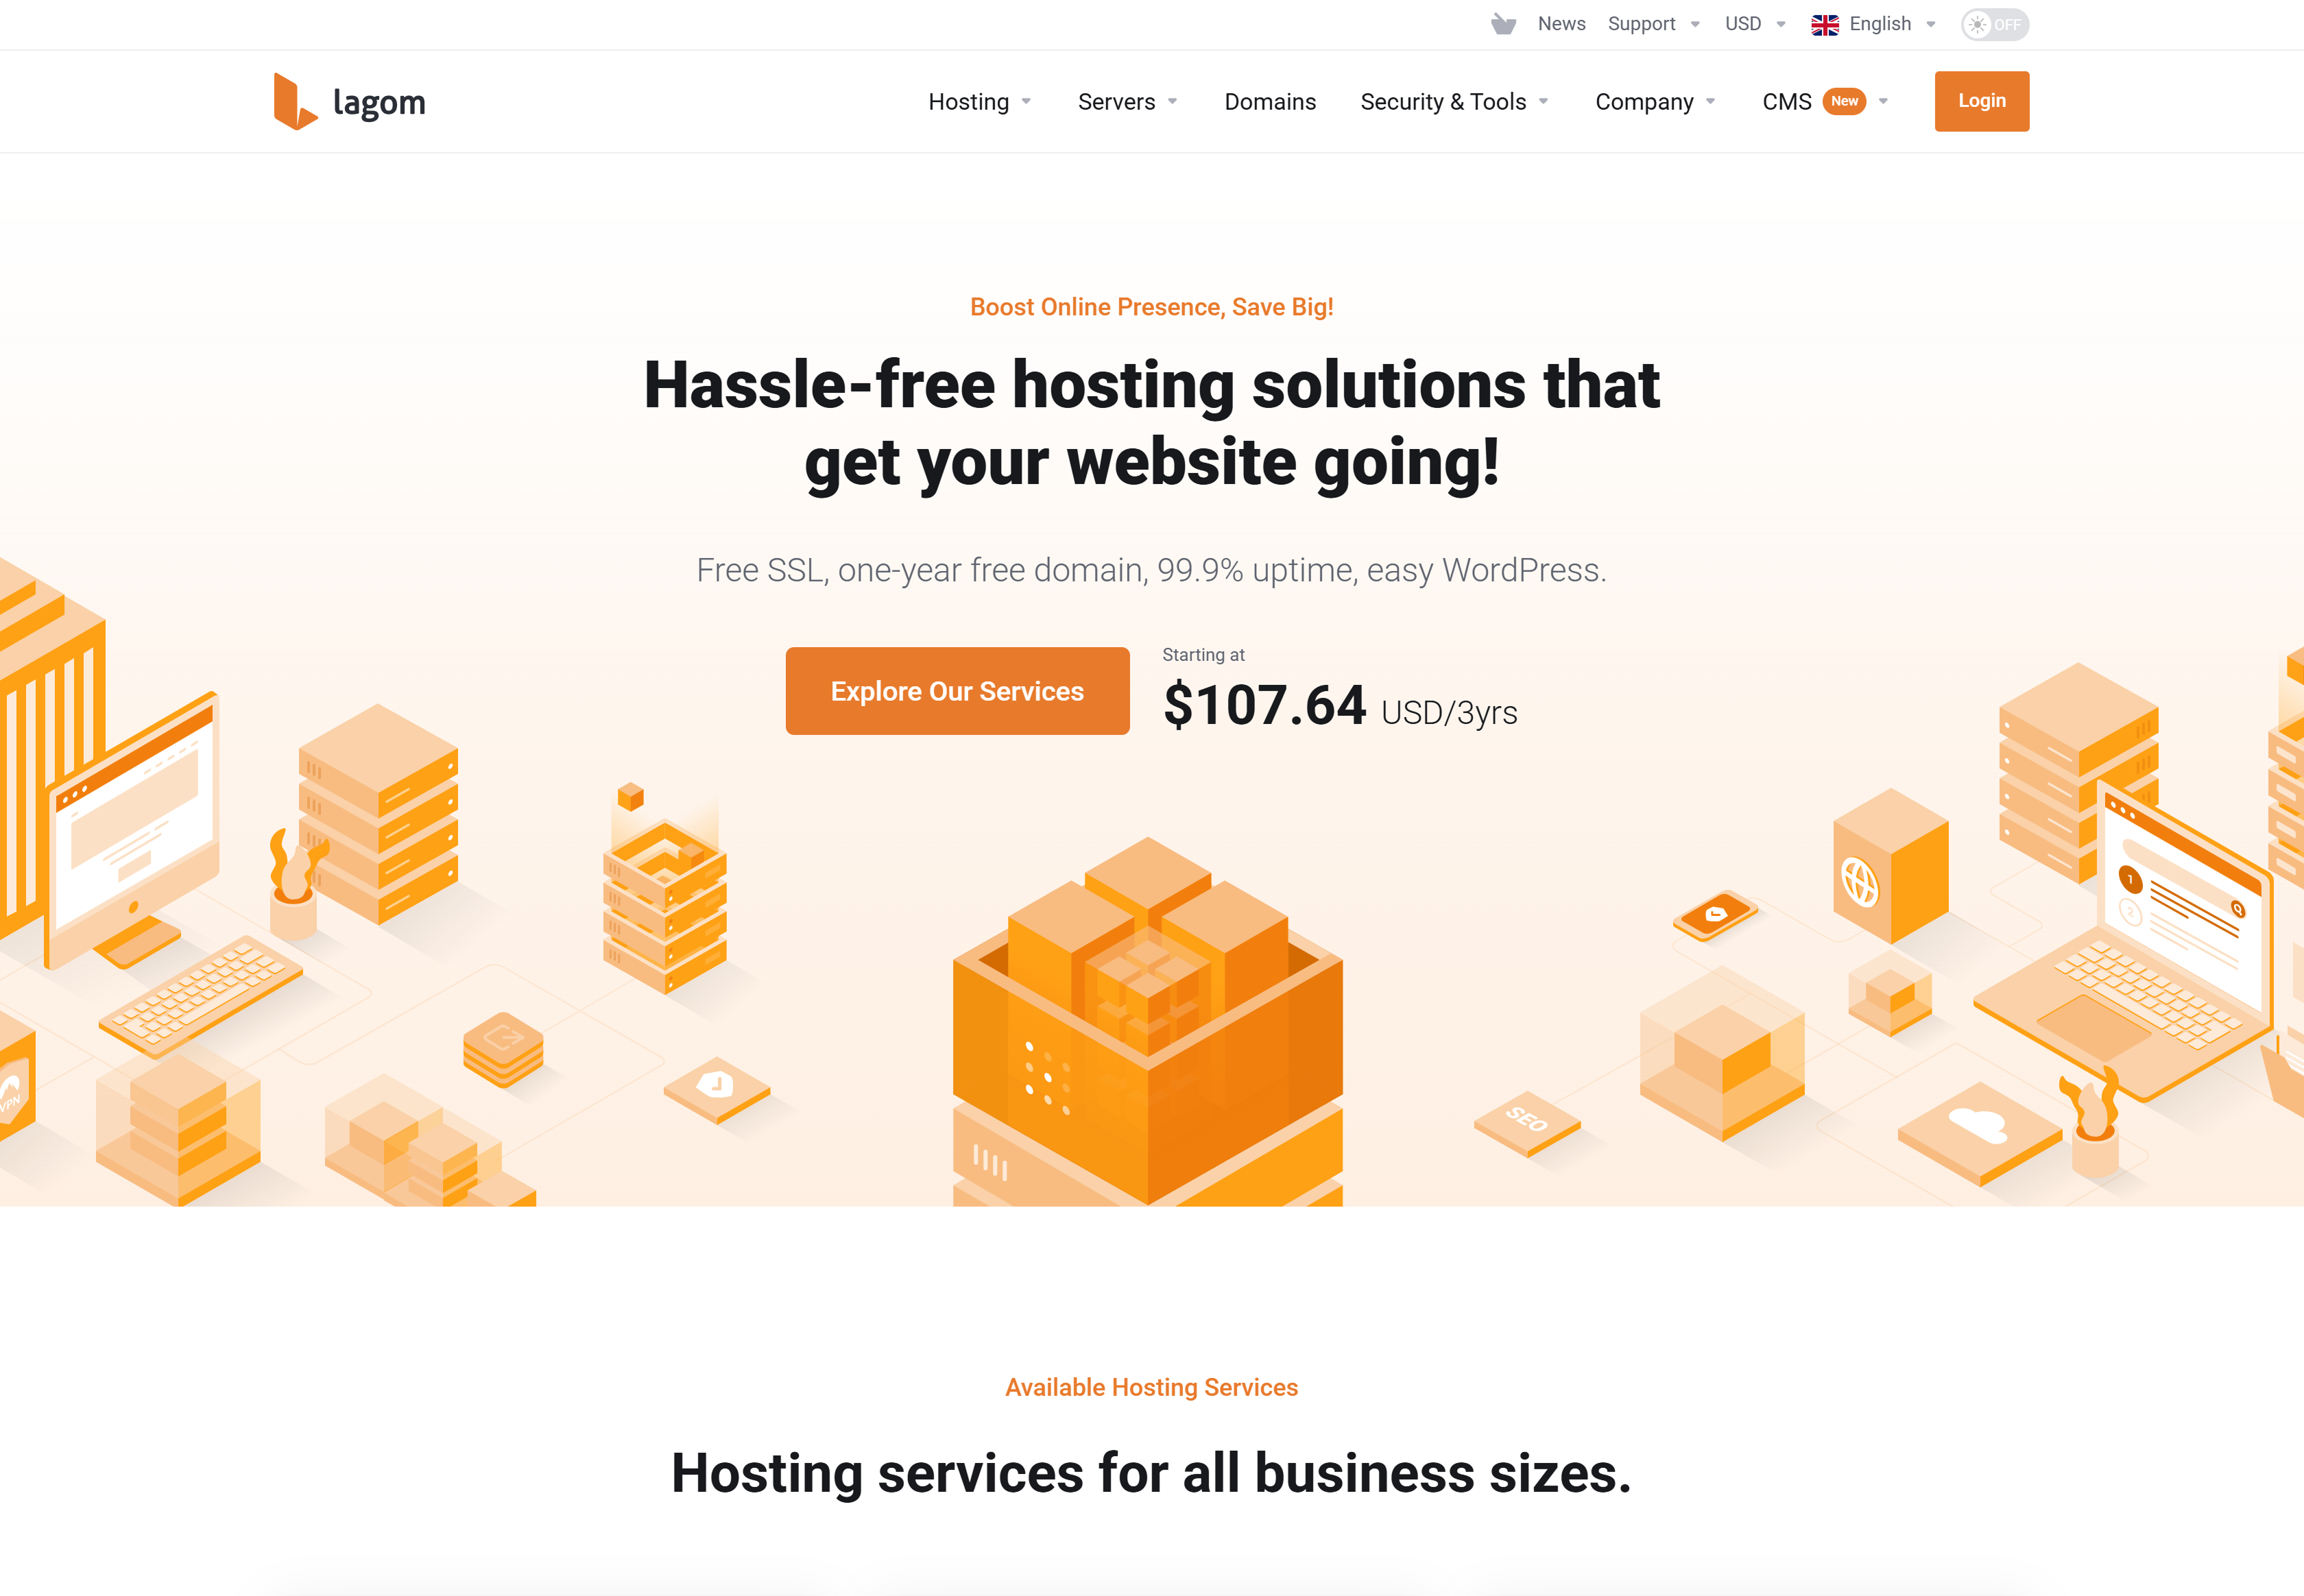 News Support USD English OFF
lagom
Hosting Servers Domains Security & Tools Company CMS New Login
Boost Online Presence, Save Big!
Hassle-free hosting solutions that
get your website going!
Free SSL, one-year free domain, 99.9% uptime, easy WordPress.
Explore Our Services
Starting at
$107.64 USD/3yrs
1
2
VPN
SEO
Available Hosting Services
Hosting services for all business sizes.